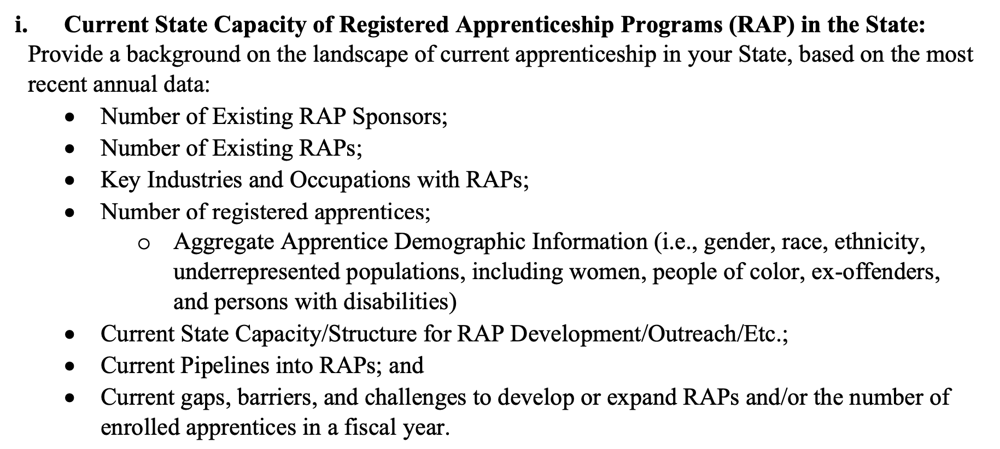 i. Current State Capacity of Registered Apprenticeship Programs (RAP) in the State:
Provide a background on the landscape of current apprenticeship in your State, based on the most
recent annual data:
• Number of Existing RAP Sponsors;
• Number of Existing RAPs;
• Key Industries and Occupations with RAPs;
• Number of registered apprentices;
o Aggregate Apprentice Demographic Information (i.e., gender, race, ethnicity,
underrepresented populations, including women, people of color, ex-offenders,
and persons with disabilities)
• Current State Capacity/Structure for RAP Development/Outreach/Etc.;
• Current Pipelines into RAPs; and
• Current gaps, barriers, and challenges to develop or expand RAPs and/or the number of
enrolled apprentices in a fiscal year.